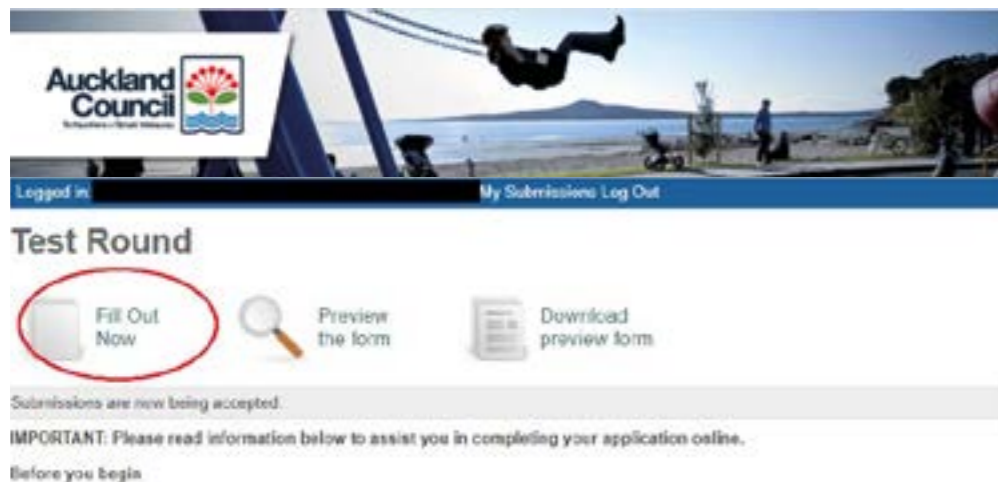 Auckland
Council
Logged in
My Submissions Log Out
Test Round
Fill Out
Now
Preview
the form
Download
preview form
Submissions are now being accepted.
IMPORTANT: Please read information below to assist you in completing your application online.
Before you begin